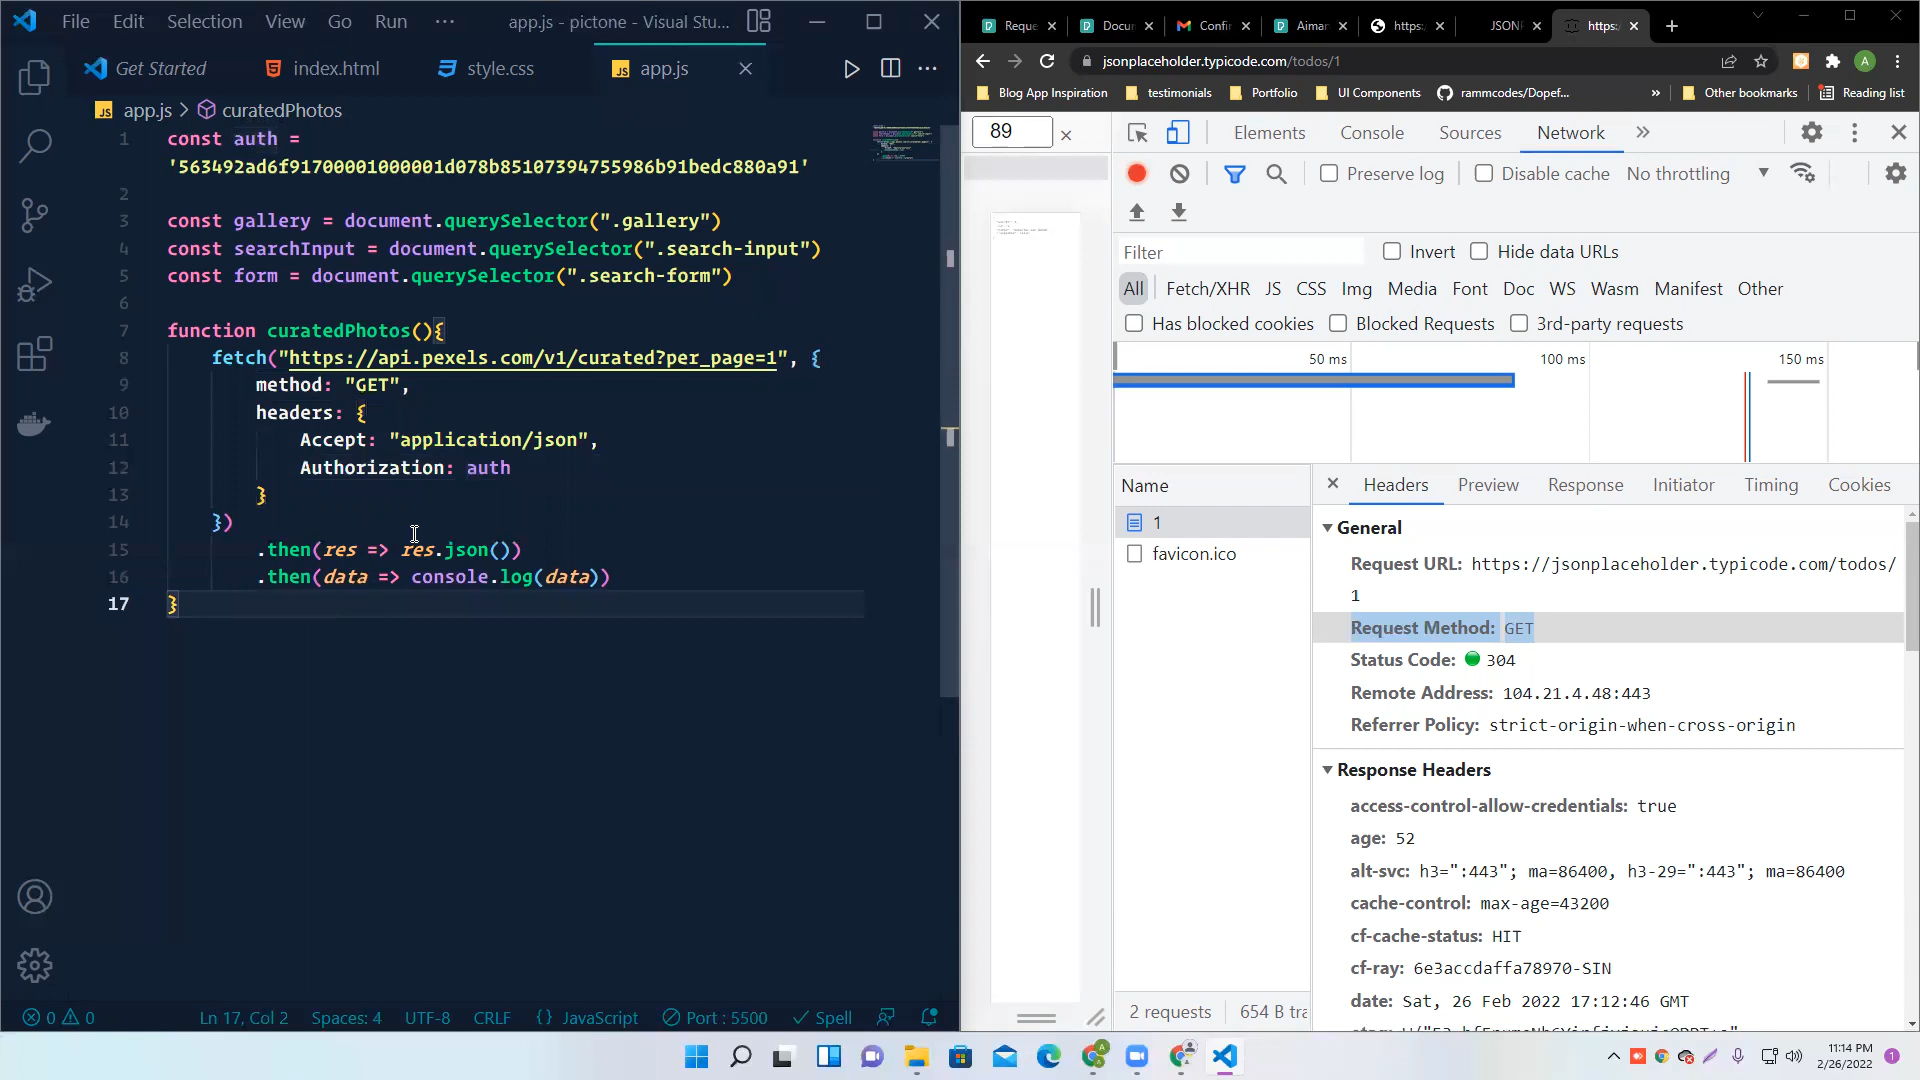 File Edit Selection View Go Run ··· app.js - pictone - Visual Stu...
Get Started index.html style.css app.js
app.js > curatedPhotos
1 const auth =
'563492ad6f91700001000001d078b85107394755986b91bedc880a91'
2
3 const gallery = document.querySelector(".gallery")
4 const searchInput = document.querySelector(".search-input")
5 const form = document.querySelector(".search-form")
6
7 function curatedPhotos(){
8 fetch("https://api.pexels.com/v1/curated?per_page=1", {
9 method: "GET",
10 headers: {
11 Accept: "application/json",
12 Authorization: auth
13 }
14 })
15 .then(res => res.json())
16 .then(data => console.log(data))
17 }
0 0 Ln 17, Col 2 Spaces: 4 UTF-8 CRLF {} JavaScript Port : 5500 Spell
Reque Docur Confir Aimar https: JSON https:
jsonplaceholder.typicode.com/todos/1
Blog App Inspiration testimonials Portfolio UI Components rammcodes/Dopef... » Other bookmarks Reading list
89 ×
Elements Console Sources Network »
Preserve log Disable cache No throttling
Filter Invert Hide data URLs
All Fetch/XHR JS CSS Img Media Font Doc WS Wasm Manifest Other
Has blocked cookies Blocked Requests 3rd-party requests
50 ms 100 ms 150 ms
Name
1
favicon.ico
2 requests 654 B tra
Headers Preview Response Initiator Timing Cookies
General
Request URL: https://jsonplaceholder.typicode.com/todos/
1
Request Method: GET
Status Code: 304
Remote Address: 104.21.4.48:443
Referrer Policy: strict-origin-when-cross-origin
Response Headers
access-control-allow-credentials: true
age: 52
alt-svc: h3=":443"; ma=86400, h3-29=":443"; ma=86400
cache-control: max-age=43200
cf-cache-status: HIT
cf-ray: 6e3accdaffa78970-SIN
date: Sat, 26 Feb 2022 17:12:46 GMT
11:14 PM
2/26/2022
1